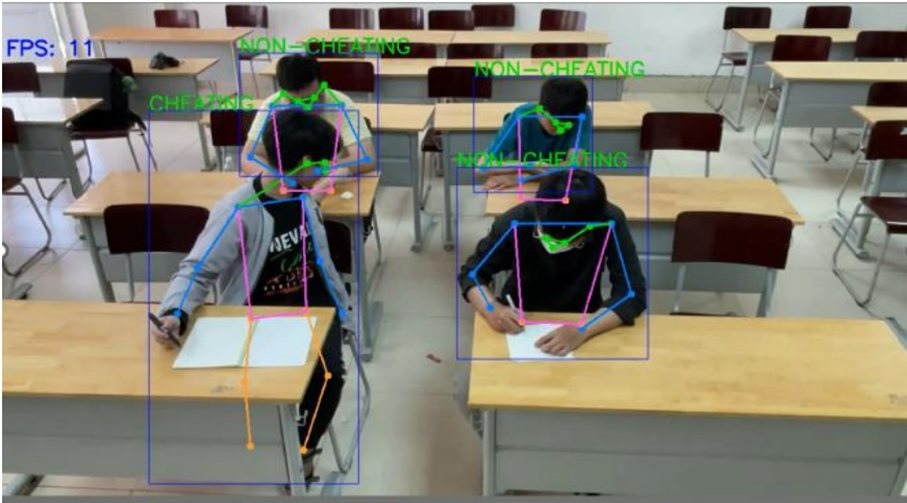 FPS: 11
NON-CHEATING
NON-CHEATING
CHEATING
NON-CHEATING
NEVA